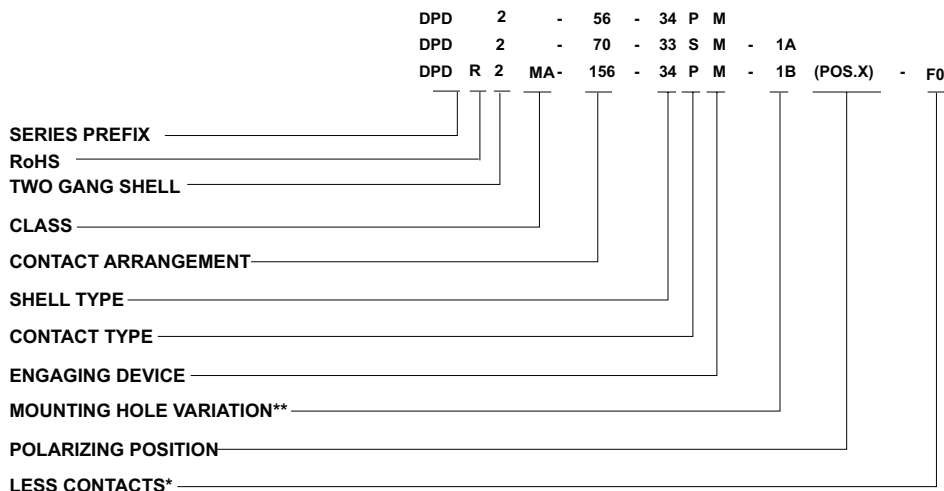 DPD 2 - 56 - 34 P M
DPD 2 - 70 - 33 S M - 1A
DPD R 2 MA- 156 - 34 P M - 1B (POS.X) - F0
SERIES PREFIX
RoHS
TWO GANG SHELL
CLASS
CONTACT ARRANGEMENT
SHELL TYPE
CONTACT TYPE
ENGAGING DEVICE
MOUNTING HOLE VARIATION**
POLARIZING POSITION
LESS CONTACTS*